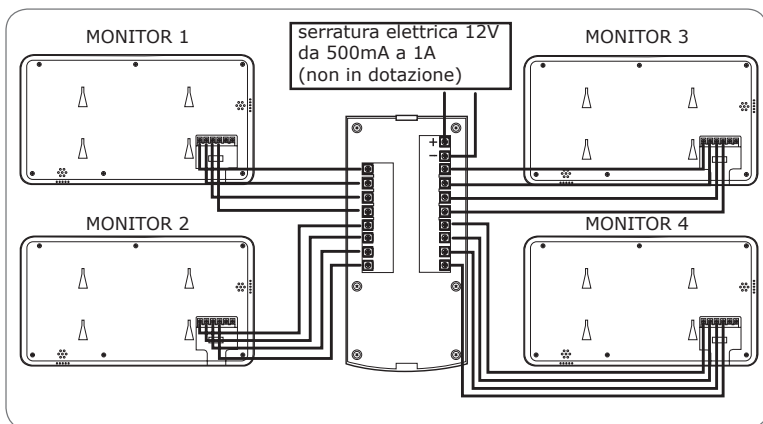 MONITOR 1
serratura elettrica 12V
da 500mA a 1A
(non in dotazione)
MONITOR 3
+
−
MONITOR 2
MONITOR 4